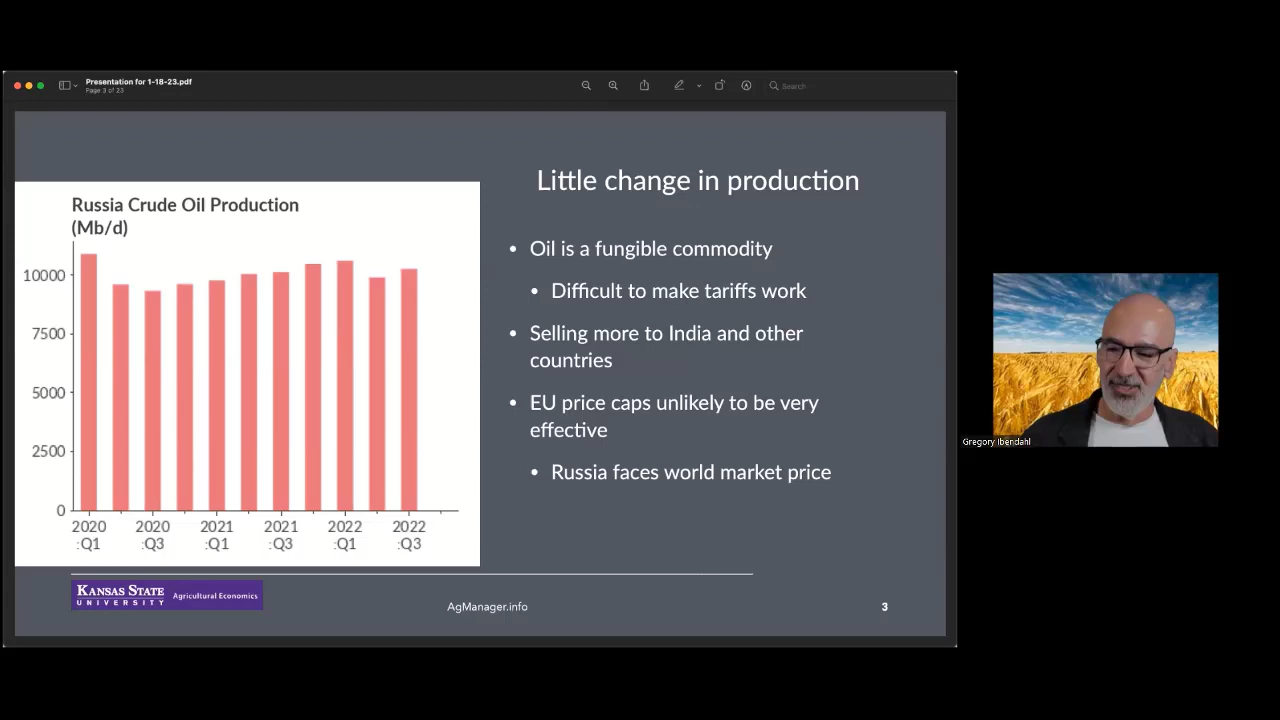 Presentation for 1-18-23.pdf
Page 3 of 23
Search
Little change in production
Russia Crude Oil Production
(Mb/d)
10000
7500
5000
2500
0
2020 2020 2021 2021 2022 2022
:Q1 :Q3 :Q1 :Q3 :Q1 :Q3
• Oil is a fungible commodity
• Difficult to make tariffs work
• Selling more to India and other
countries
• EU price caps unlikely to be very
effective
• Russia faces world market price
KANSAS STATE
UNIVERSITY
Agricultural Economics
AgManager.info
3
Gregory Ibendahl